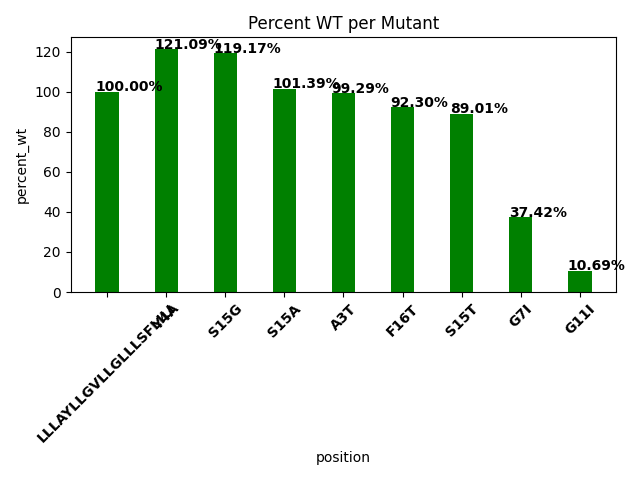 Percent WT per Mutant
percent_wt
120
100
80
60
40
20
0
100.00%
121.09%
119.17%
101.39%
99.29%
92.30%
89.01%
37.42%
10.69%
Y4A
S15G
S15A
A3T
F16T
S15T
G7I
G11I
position